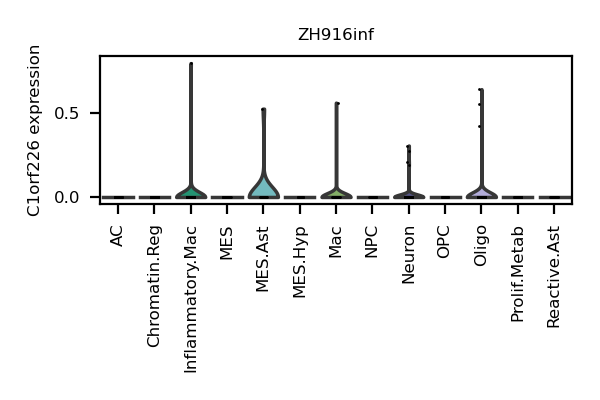 ZH916inf
C1orf226 expression
0.5
0.0
AC
Chromatin.Reg
Inflammatory.Mac
MES
MES.Ast
MES.Hyp
Mac
NPC
Neuron
OPC
Oligo
Prolif.Metab
Reactive.Ast